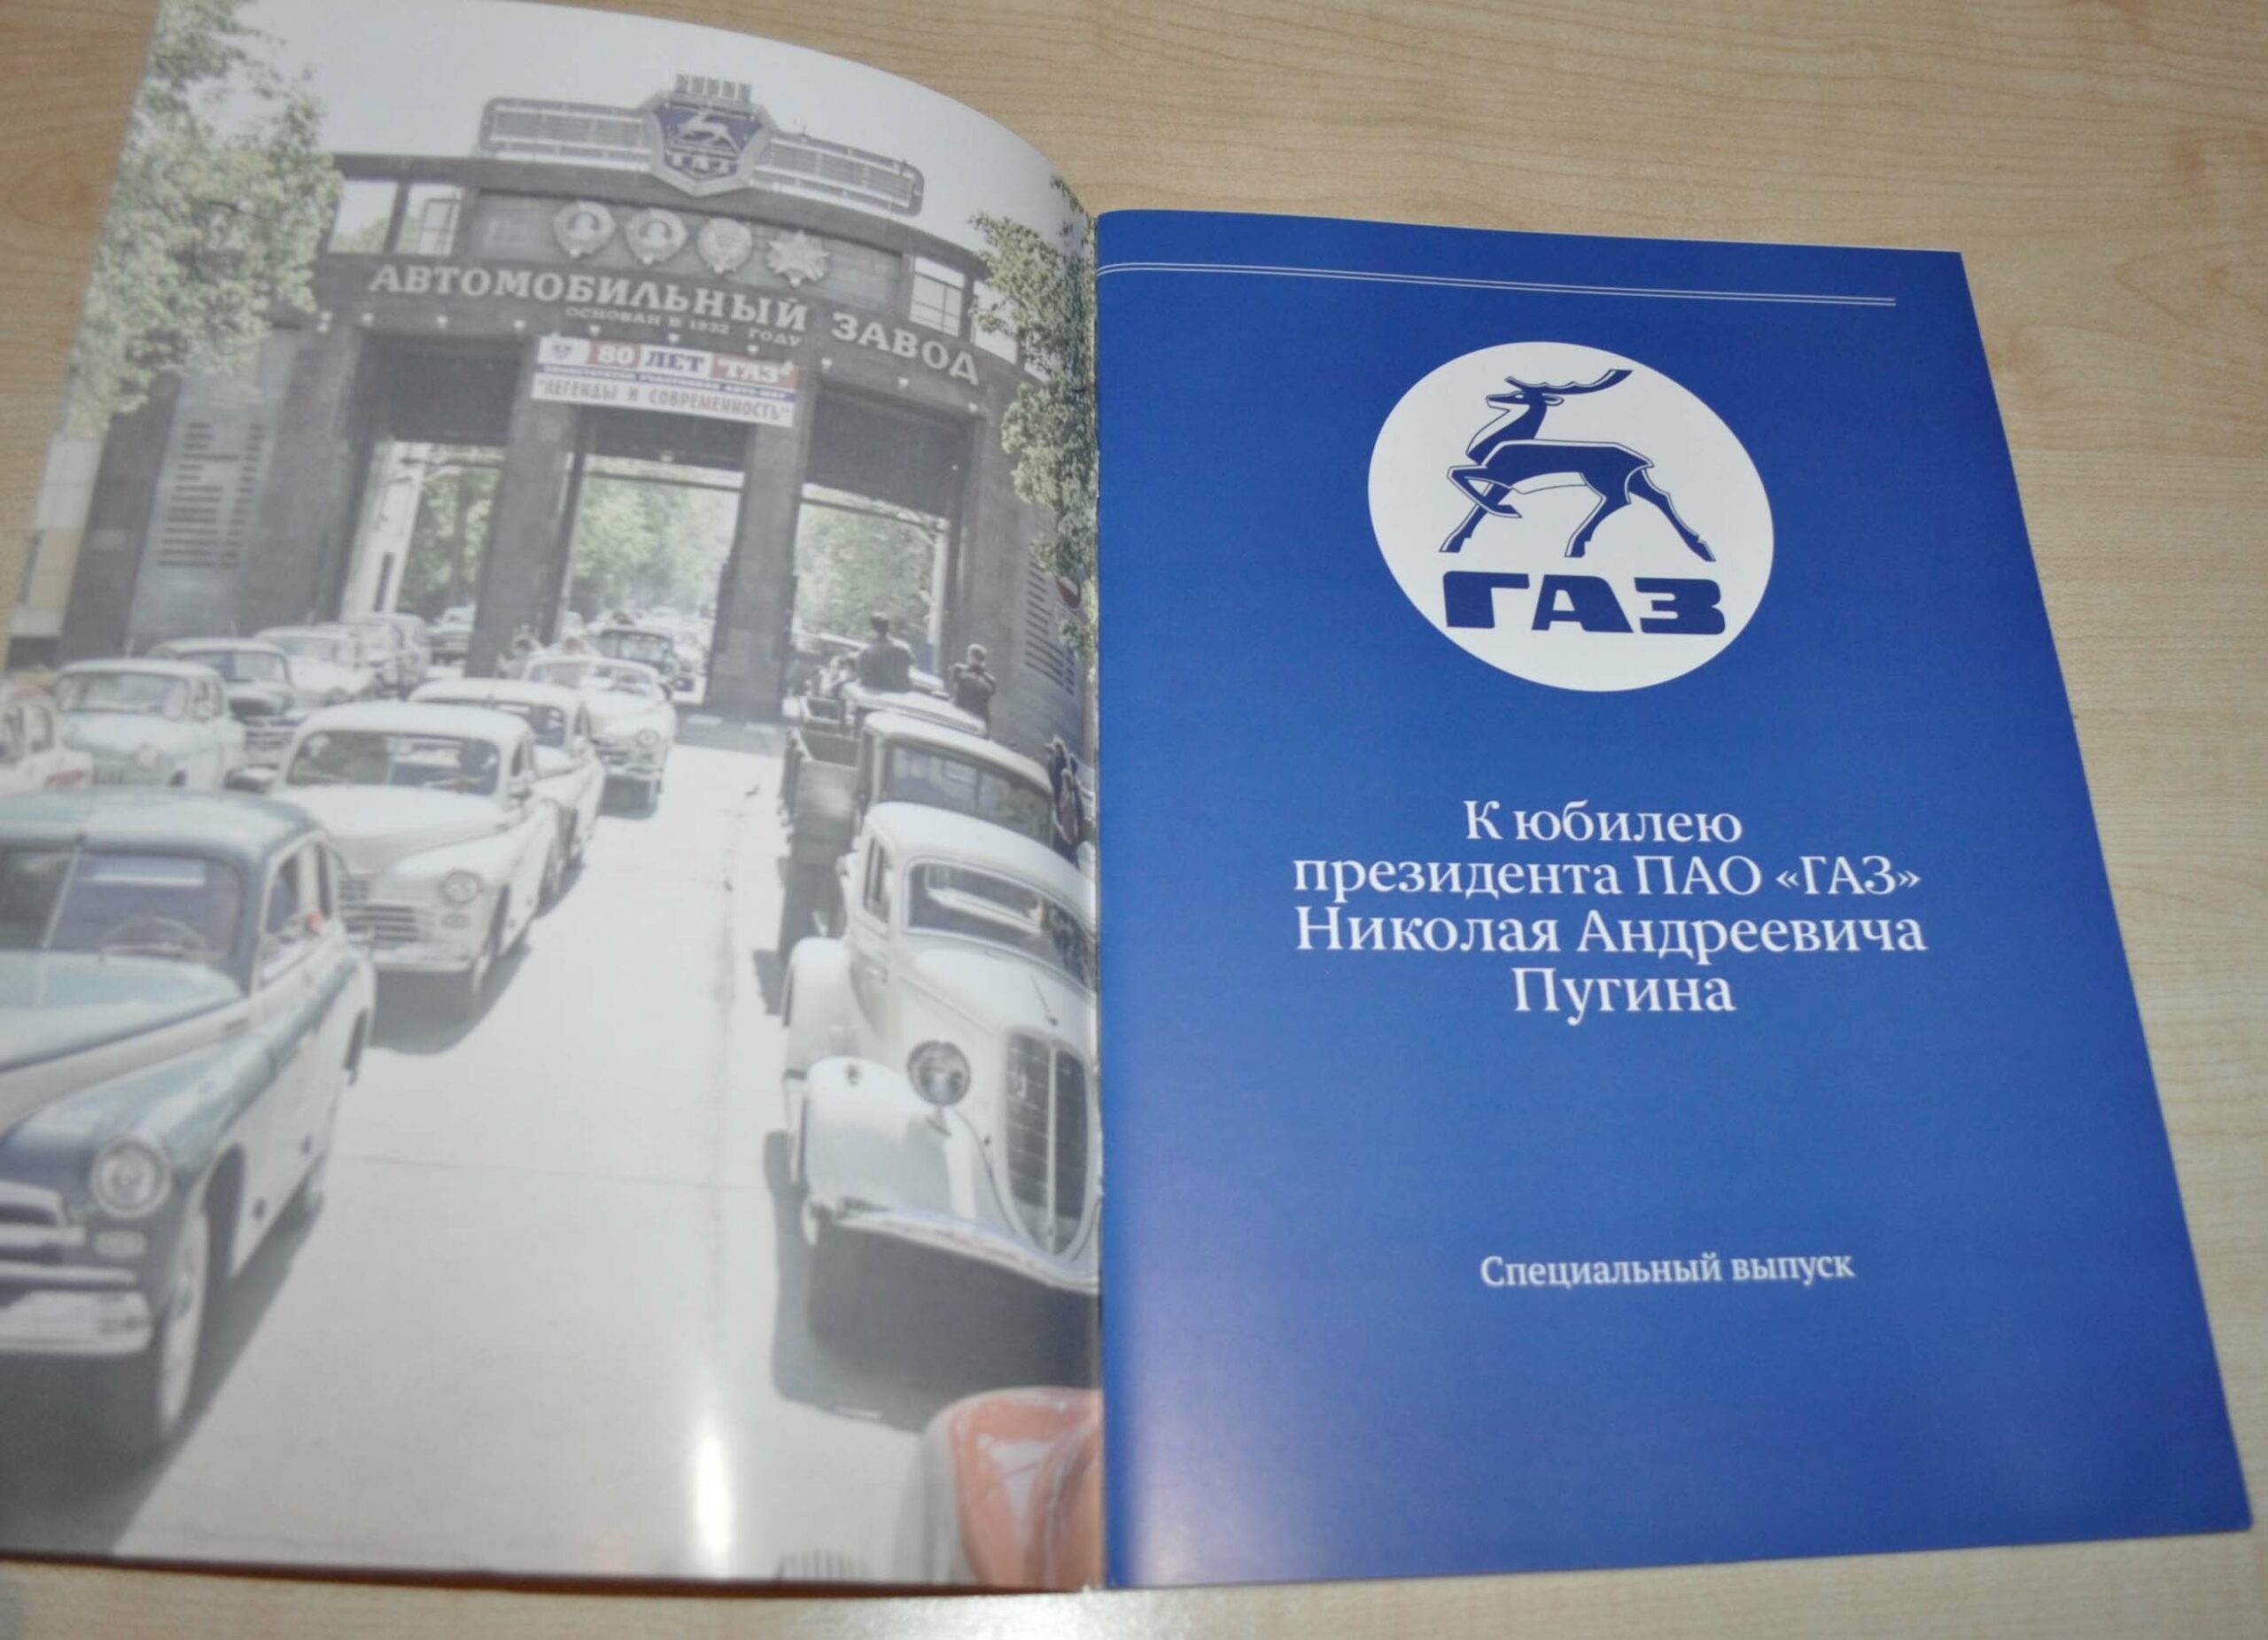 ГАЗ
АВТОМОБИЛЬНЫЙ ЗАВОД
ОСНОВАН В 1932 ГОДУ
80 ЛЕТ "ГАЗ"
"ЛЕГЕНДЫ И СОВРЕМЕННОСТЬ"
ГАЗ
К юбилею
президента ПАО «ГАЗ»
Николая Андреевича
Пугина
Специальный выпуск